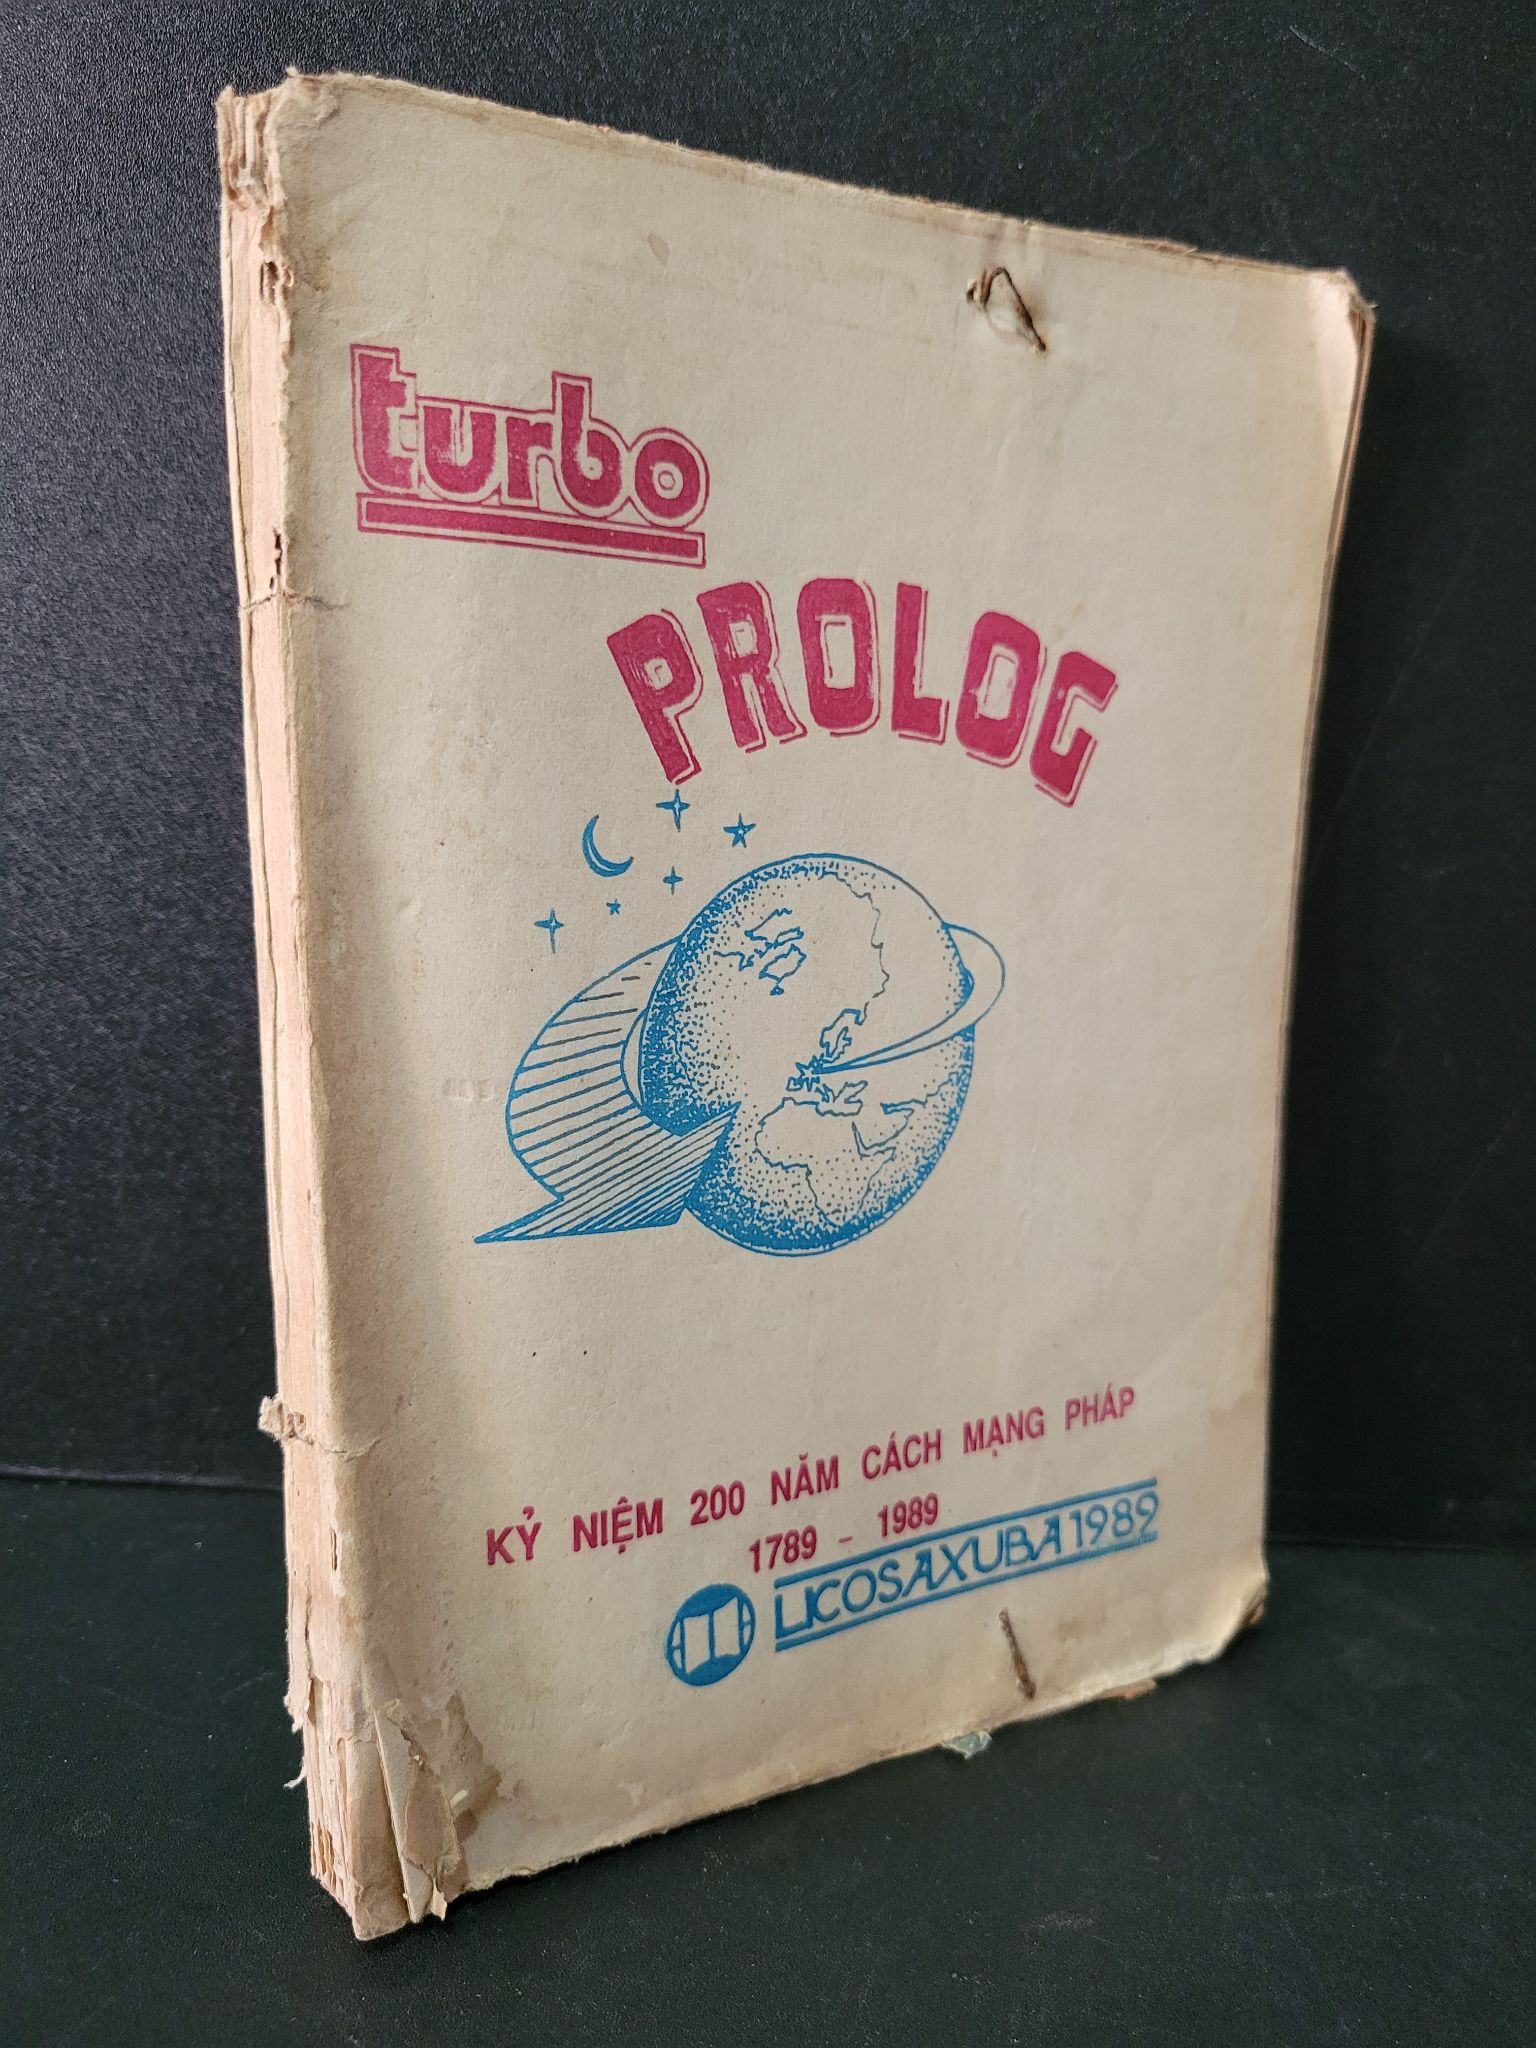 turbo
PROLOG
KỶ NIỆM 200 NĂM CÁCH MẠNG PHÁP
1789 - 1989
LICOSAXUBA 1989